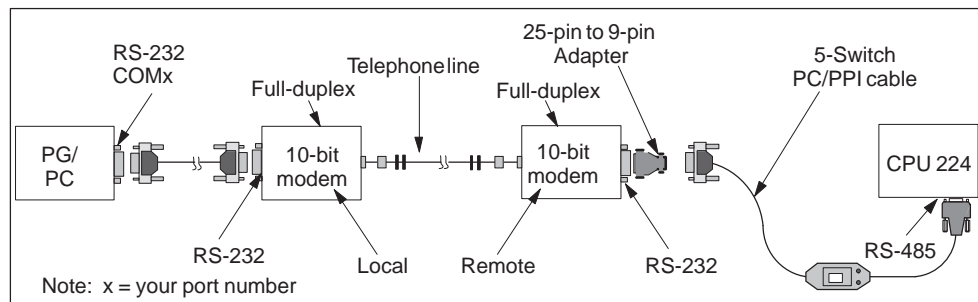 RS-232
COMx
Full-duplex
Telephone line
25-pin to 9-pin
Adapter
Full-duplex
5-Switch
PC/PPI cable
PG/
PC
10-bit
modem
10-bit
modem
CPU 224
RS-232
Local
Remote
RS-232
RS-485
Note: x = your port number